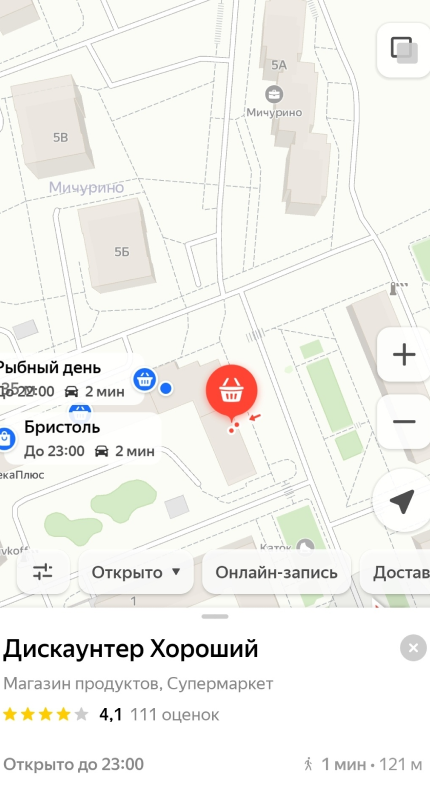 5А
Мичурино
5В
Мичурино
5Б
Рыбный день
До 22:00 2 мин
Бристоль
До 23:00 2 мин
екаПлюс
Каток
Открыто
Онлайн-запись
Достав
1
Дискаунтер Хороший
Магазин продуктов, Супермаркет
4,1 111 оценок
Открыто до 23:00
1 мин • 121 м